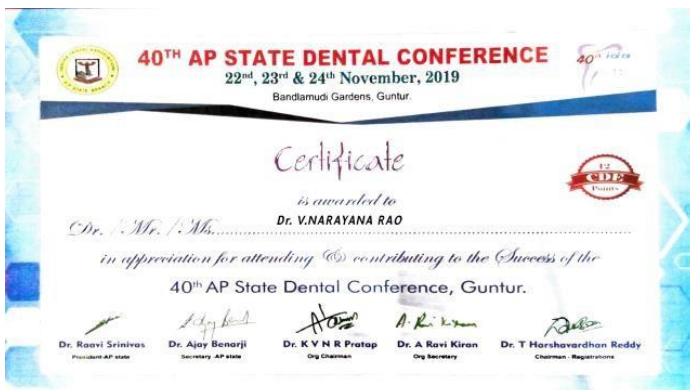 40TH AP STATE DENTAL CONFERENCE
22nd, 23rd & 24th November, 2019
Bandlamudi Gardens, Guntur.
Certificate
12
CDE
Points
is awarded to
Dr. V.NARAYANA RAO
Dr. / Mr. / Ms.
in appreciation for attending & contributing to the Success of the
40th AP State Dental Conference, Guntur.
Dr. Raavi Srinivas Dr. Ajay Benarji Dr. K V N R Pratap Dr. A Ravi Kiran Dr. T Harshavardhan Reddy
President-AP state Secretary -AP state Org Chairman Org Secretary Chairman - Registrations